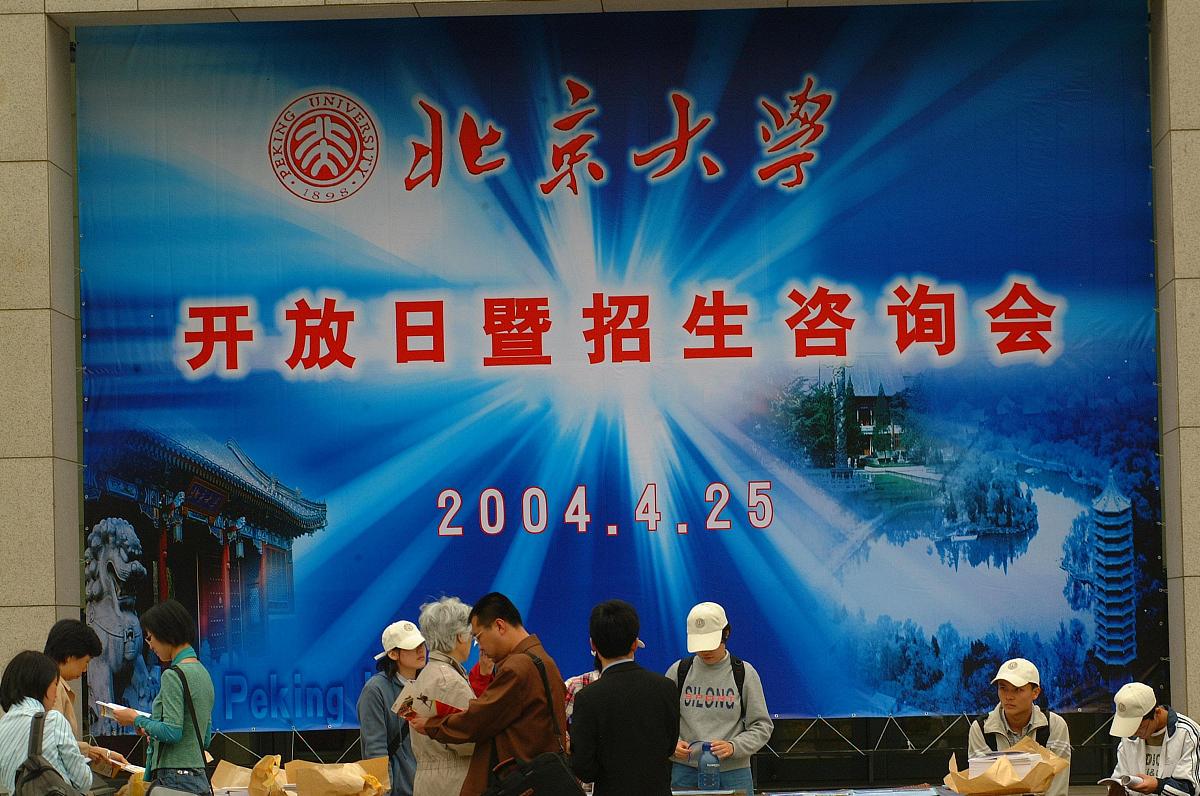 PEKING UNIVERSITY
1898
北京大学
开放日暨招生咨询会
2004.4.25
Peking
GILONG